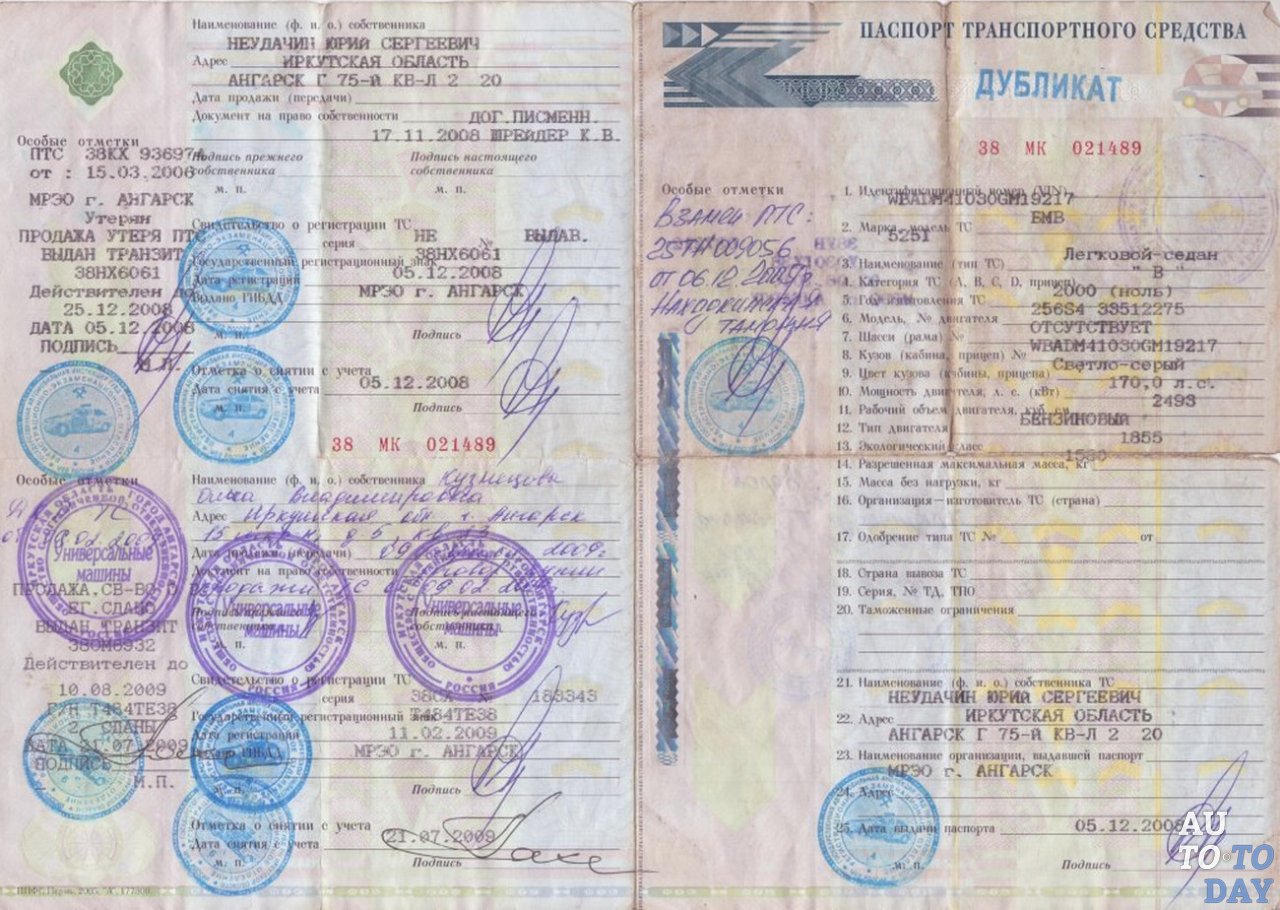 Наименование (ф. и. о.) собственника
НЕУДАЧИН ЮРИЙ СЕРГЕЕВИЧ
Адрес ИРКУТСКАЯ ОБЛАСТЬ
АНГАРСК Г 75-й КВ-Л 2 20
Дата продажи (передачи)
Документ на право собственности ДОГ.ПИСМЕНН.
17.11.2008 ШРЕЙДЕР К.В.
Особые отметки
ПТС 38КХ 936974
от : 15.03.2006
МРЭО г. АНГАРСК
Утерян
ПРОДАЖА УТЕРЯ ПТС
ВЫДАН ТРАНЗИТ
38НХ6061
Действителен до
25.12.2008
ДАТА 05.12.2008
ПОДПИСЬ
М.П.
Подпись прежнего собственника
Подпись настоящего собственника
м. п.
м. п.
Свидетельство о регистрации ТС
серия НЕ № ВЫДАВ.
Государственный регистрационный знак 38НХ6061
Дата регистрации 05.12.2008
Выдано ГИБДД МРЭО г. АНГАРСК
м. п.
Подпись
Отметка о снятии с учета
Дата снятия с учета 05.12.2008
м. п.
Подпись
38 МК 021489
Особые отметки
ПРОДАЖА.СВ-ВО
ЕГ.СДАНО
ВЫДАН ТРАНЗИТ
380М6932
Действителен до
10.08.2009
ГЗН Т484ТЕ38
2 СДАНЫ
ДАТА 21.07.2009
ПОДПИСЬ
М.П.
Наименование (ф. и. о.) собственника Кузнецова
Ольга Владимировна
Адрес Иркутская обл г. Ангарск
Дата продажи (передачи) 2009г.
Документ на право собственности
продажи ТС 09.02
Подпись прежнего собственника
Подпись настоящего собственника
м. п.
м. п.
Универсальные машины
Универсальные машины
Универсальные машины
РОССИЯ
Свидетельство о регистрации ТС
серия № 183343
Государственный регистрационный знак Т484ТЕ38
Дата регистрации 11.02.2009
Выдано ГИБДД МРЭО г. АНГАРСК
м. п.
Подпись
Отметка о снятии с учета
Дата снятия с учета 21.07.2009
м. п.
Подпись
ПАСПОРТ ТРАНСПОРТНОГО СРЕДСТВА
ДУБЛИКАТ
38 МК 021489
Особые отметки
Взамен ПТС:
25ТН009056
Находкинская
таможня
1. Идентификационный номер (VIN) WBADM41030GM19217
2. Марка, модель ТС БМВ
525I
3. Наименование (тип ТС) Легковой-седан
4. Категория ТС (A, B, C, D, прицеп) " В "
5. Год изготовления ТС 2000 (ноль)
6. Модель, № двигателя 256S4 33512275
7. Шасси (рама) № ОТСУТСТВУЕТ
8. Кузов (кабина, прицеп) № WBADM41030GM19217
9. Цвет кузова (кабины, прицепа) Светло-серый
10. Мощность двигателя, л. с. (кВт) 170,0 л.с.
11. Рабочий объем двигателя, куб. см 2493
12. Тип двигателя БЕНЗИНОВЫЙ
13. Экологический класс
14. Разрешенная максимальная масса, кг 1855
15. Масса без нагрузки, кг
16. Организация–изготовитель ТС (страна)
17. Одобрение типа ТС № от
18. Страна вывоза ТС
19. Серия, № ТД, ТПО
20. Таможенные ограничения
21. Наименование (ф. и. о.) собственника ТС
НЕУДАЧИН ЮРИЙ СЕРГЕЕВИЧ
22. Адрес ИРКУТСКАЯ ОБЛАСТЬ
АНГАРСК Г 75-й КВ-Л 2 20
23. Наименование организации, выдавшей паспорт
МРЭО г. АНГАРСК
24. Адрес
25. Дата выдачи паспорта 05.12.2008
м. п.
Подпись
AUTO TODAY